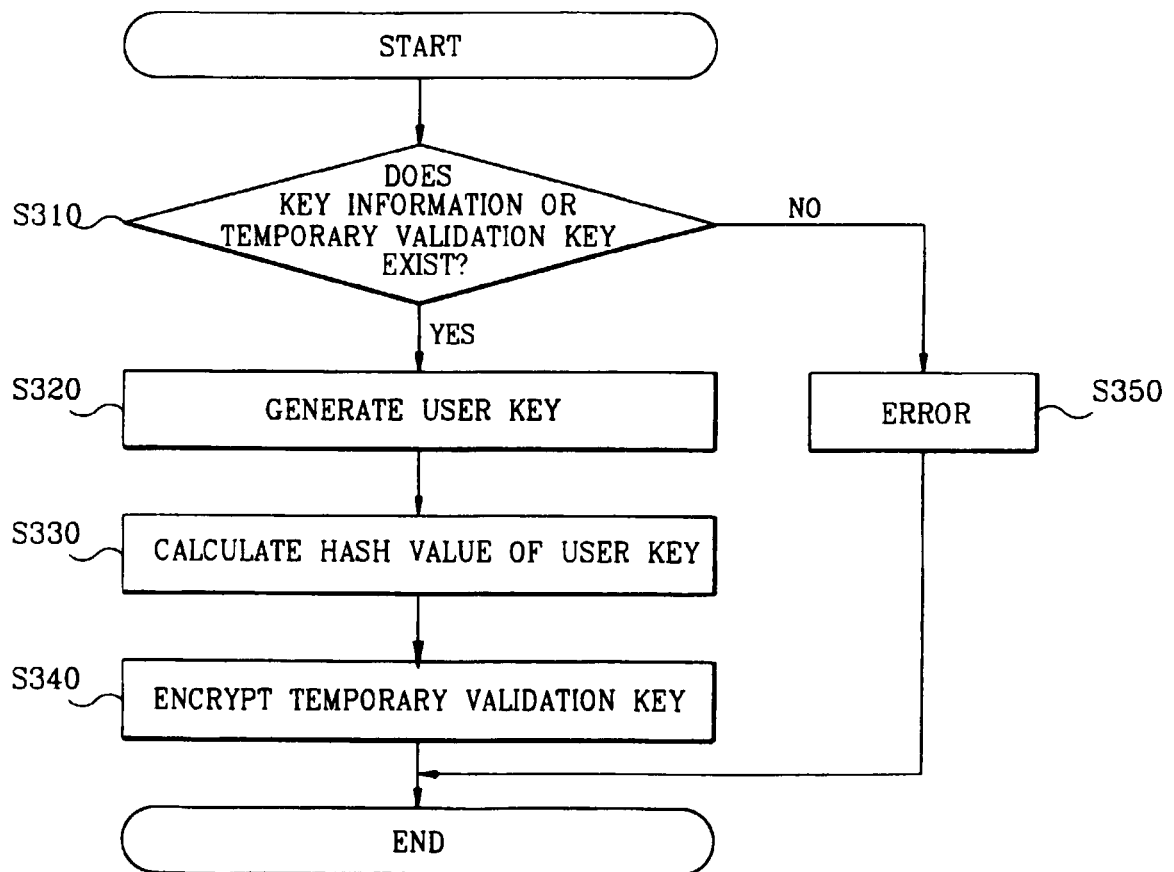 START
DOES
KEY INFORMATION OR
TEMPORARY VALIDATION KEY
EXIST?
S310
NO
YES
S320
GENERATE USER KEY
ERROR
S350
S330
CALCULATE HASH VALUE OF USER KEY
S340
ENCRYPT TEMPORARY VALIDATION KEY
END